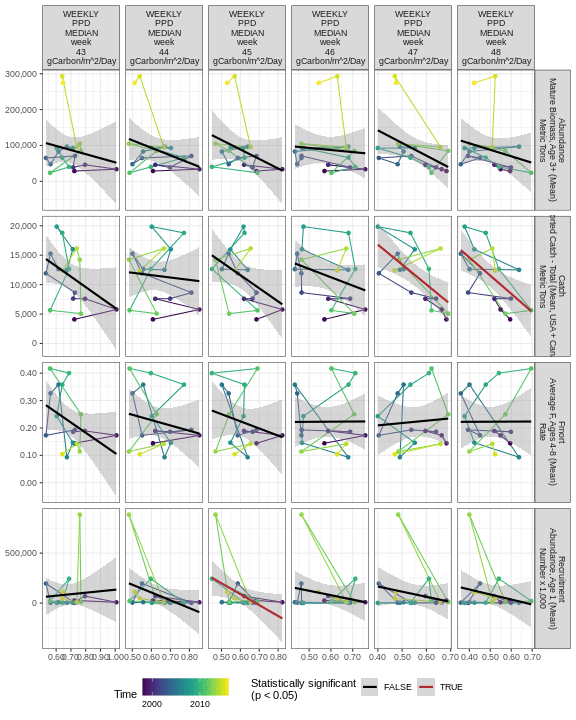 WEEKLY
PPD
MEDIAN
week
43
gCarbon/m^2/Day
WEEKLY
PPD
MEDIAN
week
44
gCarbon/m^2/Day
WEEKLY
PPD
MEDIAN
week
45
gCarbon/m^2/Day
WEEKLY
PPD
MEDIAN
week
46
gCarbon/m^2/Day
WEEKLY
PPD
MEDIAN
week
47
gCarbon/m^2/Day
WEEKLY
PPD
MEDIAN
week
48
gCarbon/m^2/Day
300,000
200,000
100,000
0
Abundance
Mature Biomass, Age 3+ (Mean)
Metric Tons
20,000
15,000
10,000
5,000
0
Catch
rted Catch - Total (Mean, USA + Can
Metric Tons
0.40
0.30
0.20
0.10
0.00
Fmort
Average F, Ages 4-8 (Mean)
Rate
500,000
0
Recruitment
Abundance, Age 1 (Mean)
Number x 1,000
0.60 0.70 0.80 0.90 1.00
0.50 0.60 0.70 0.80
0.50 0.60 0.70 0.80
0.50 0.60 0.70
0.40 0.50 0.60 0.70
0.40 0.50 0.60 0.70
Time
2000 2010
Statistically significant
(p < 0.05)
FALSE
TRUE